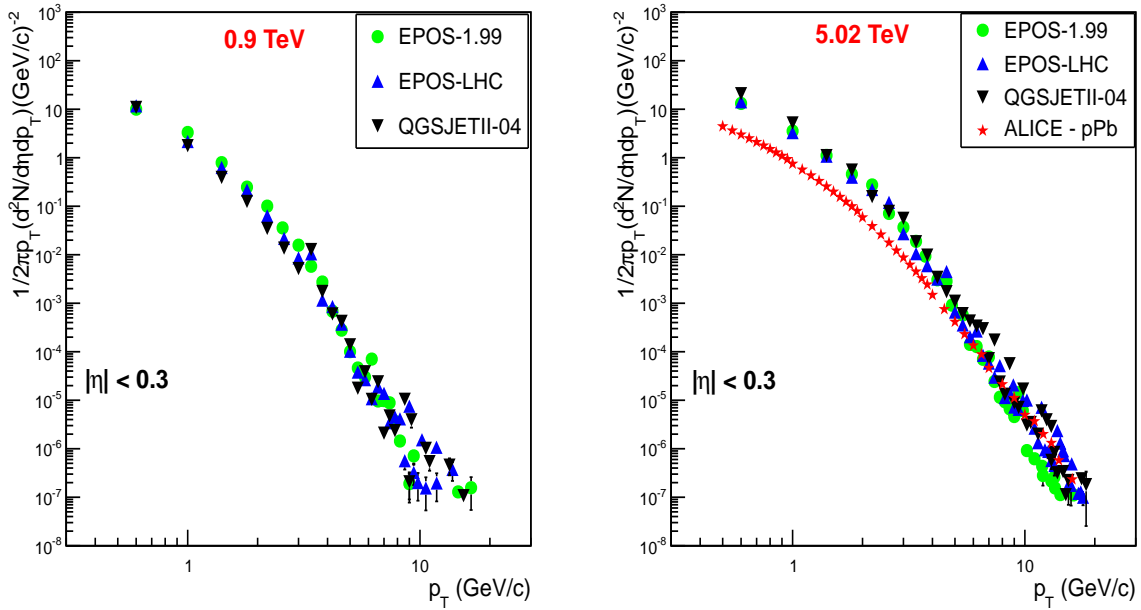 1/2πp_T(d²N/dηdp_T)(GeV/c)⁻²
10³
10²
10
1
10⁻¹
10⁻²
10⁻³
10⁻⁴
10⁻⁵
10⁻⁶
10⁻⁷
10⁻⁸
0.9 TeV
EPOS-1.99
EPOS-LHC
QGSJETII-04
|η| < 0.3
1 10
p_T (GeV/c)
1/2πp_T(d²N/dηdp_T)(GeV/c)⁻²
10³
10²
10
1
10⁻¹
10⁻²
10⁻³
10⁻⁴
10⁻⁵
10⁻⁶
10⁻⁷
10⁻⁸
5.02 TeV
EPOS-1.99
EPOS-LHC
QGSJETII-04
ALICE - pPb
|η| < 0.3
1 10
p_T (GeV/c)